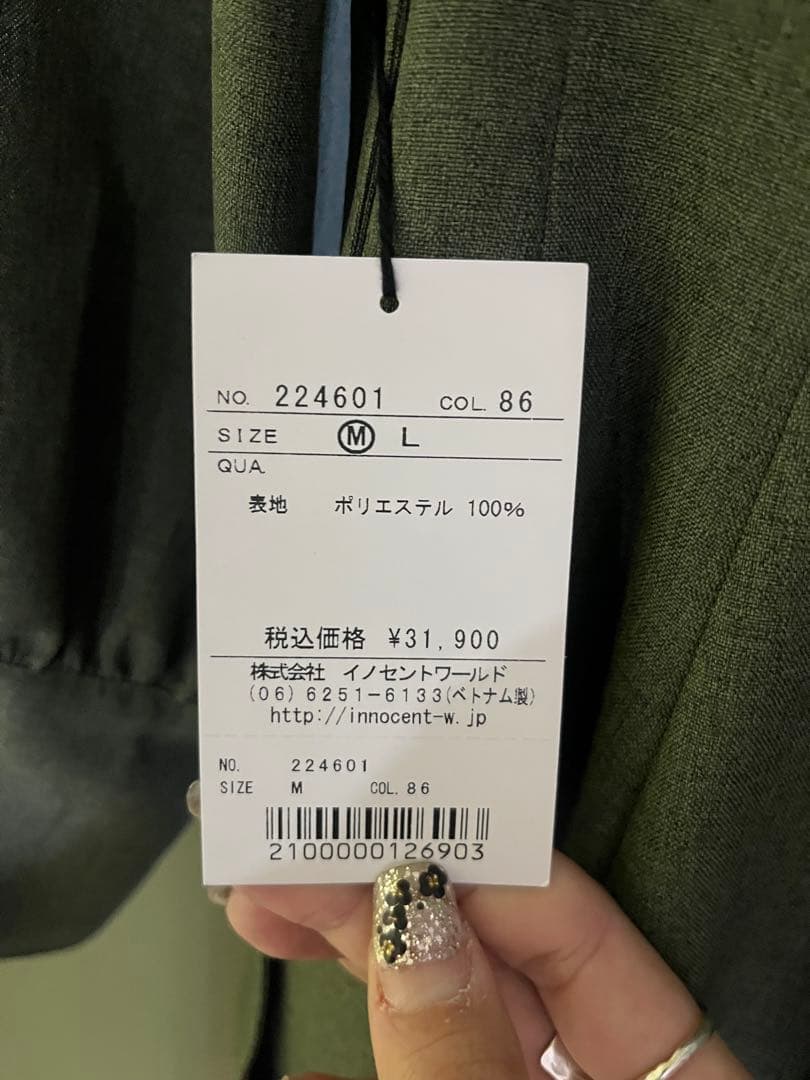 NO. 224601 COL. 86
SIZE Ⓜ L
QUA.
表地 ポリエステル 100%
税込価格 ¥31,900
株式会社 イノセントワールド
(06) 6251-6133(ベトナム製)
http://innocent-w.jp
NO. 224601
SIZE M COL. 86
2100000126903